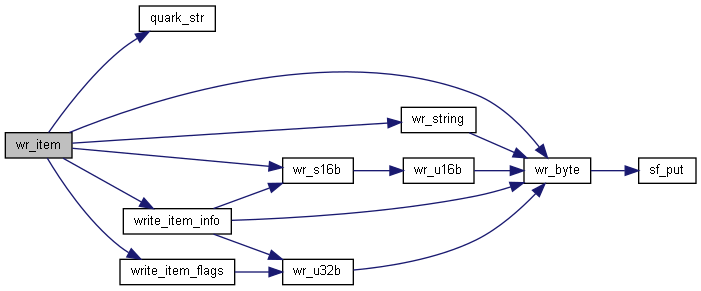 quark_str
wr_item
wr_string
wr_s16b
wr_u16b
wr_byte
sf_put
write_item_info
write_item_flags
wr_u32b